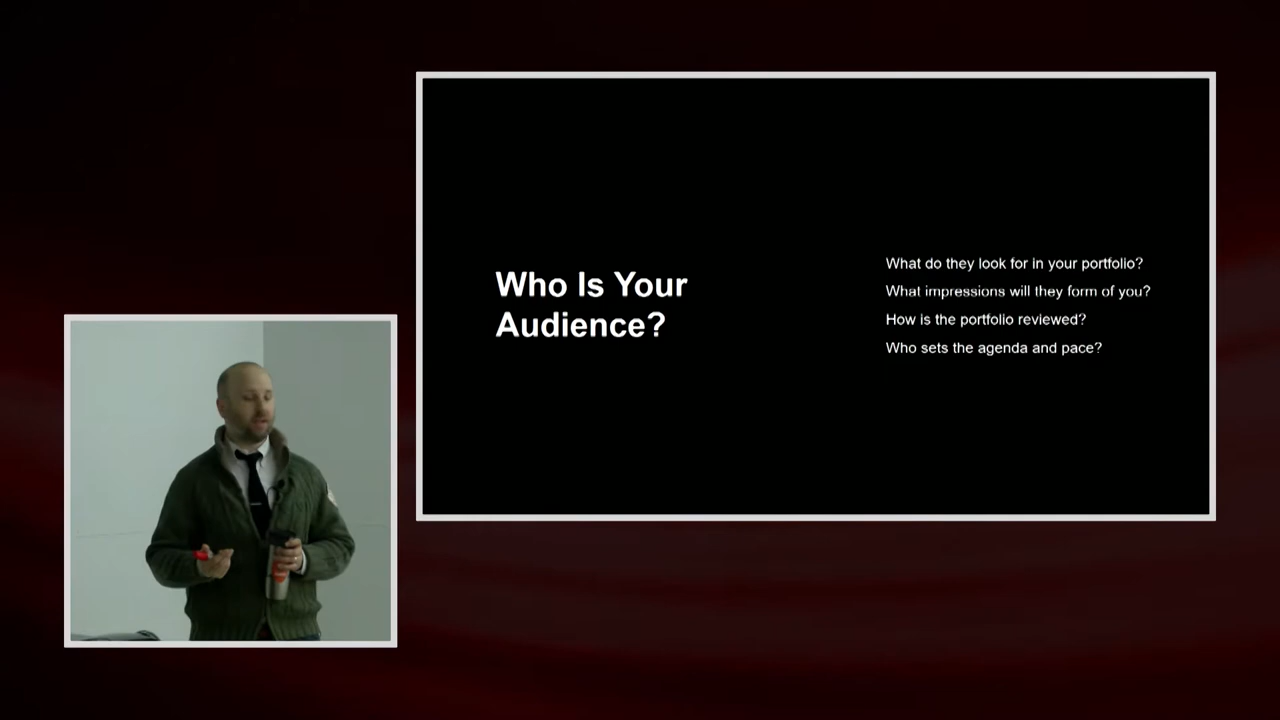 Who Is Your
Audience?
What do they look for in your portfolio?
What impressions will they form of you?
How is the portfolio reviewed?
Who sets the agenda and pace?